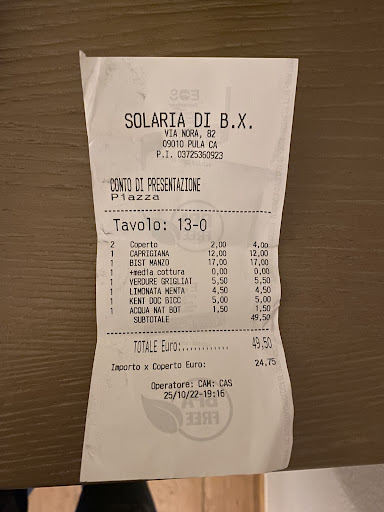 SOLARIA DI B.X.
VIA NORA, 82
09010 PULA CA
P.I. 03725360923
CONTO DI PRESENTAZIONE
Piazza
Tavolo: 13-0
2 Coperto 2,00 4,00
1 CAPRIGIANA 12,00 12,00
1 BIST MANZO 17,00 17,00
+media cottura 0,00 0,00
1 VERDURE GRIGLIAT 5,50 5,50
1 LIMONATA MENTA 4,50 4,50
1 KENT DOC BICC 5,00 5,00
1 ACQUA NAT BOT 1,50 1,50
SUBTOTALE 49,50
TOTALE Euro:............ 49,50
Importo x Coperto Euro: 24,75
Operatore: CAM: CAS
25/10/22-19:16
BPA
FREE